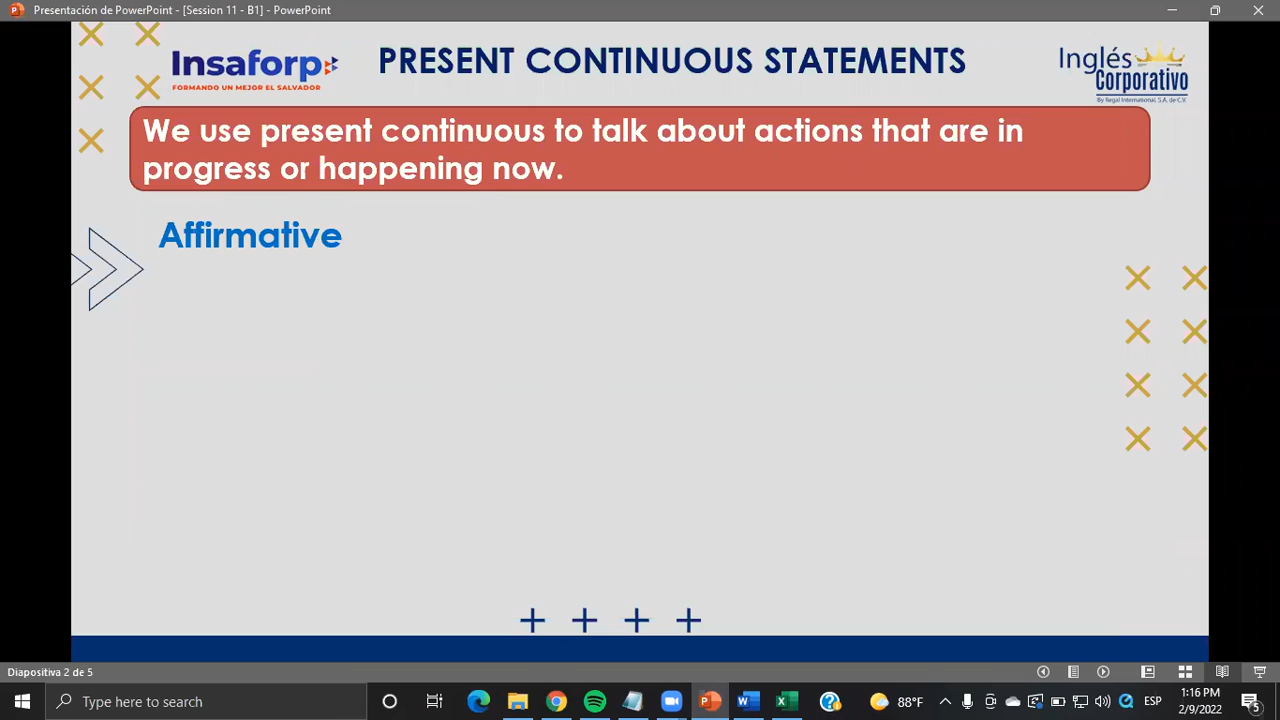 Presentación de PowerPoint - [Session 11 - B1] - PowerPoint
Insaforp
FORMANDO UN MEJOR EL SALVADOR
PRESENT CONTINUOUS STATEMENTS
Inglés
Corporativo
By Regal International S.A. de C.V.
We use present continuous to talk about actions that are in
progress or happening now.
Affirmative
Diapositiva 2 de 5
Type here to search
88°F
ESP
1:16 PM
2/9/2022
5